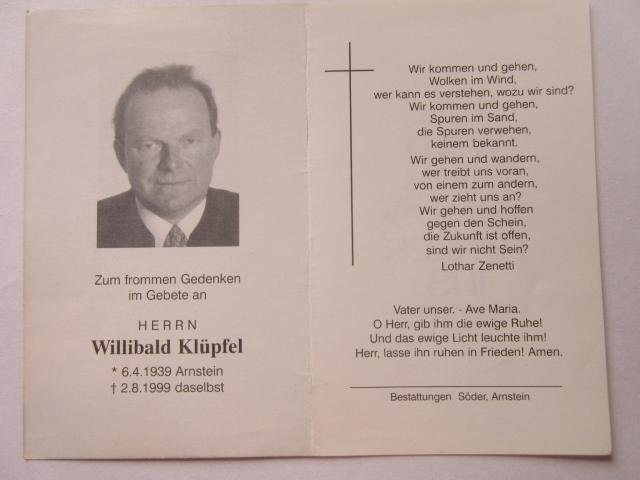 Zum frommen Gedenken
im Gebete an
HERRN
Willibald Klüpfel
* 6.4.1939 Arnstein
† 2.8.1999 daselbst
Wir kommen und gehen,
Wolken im Wind,
wer kann es verstehen, wozu wir sind?
Wir kommen und gehen,
Spuren im Sand,
die Spuren verwehen,
keinem bekannt.
Wir gehen und wandern,
wer treibt uns voran,
von einem zum andern,
wer zieht uns an?
Wir gehen und hoffen
gegen den Schein,
die Zukunft ist offen,
sind wir nicht Sein?
Lothar Zenetti
Vater unser. - Ave Maria.
O Herr, gib ihm die ewige Ruhe!
Und das ewige Licht leuchte ihm!
Herr, lasse ihn ruhen in Frieden! Amen.
Bestattungen Söder, Arnstein